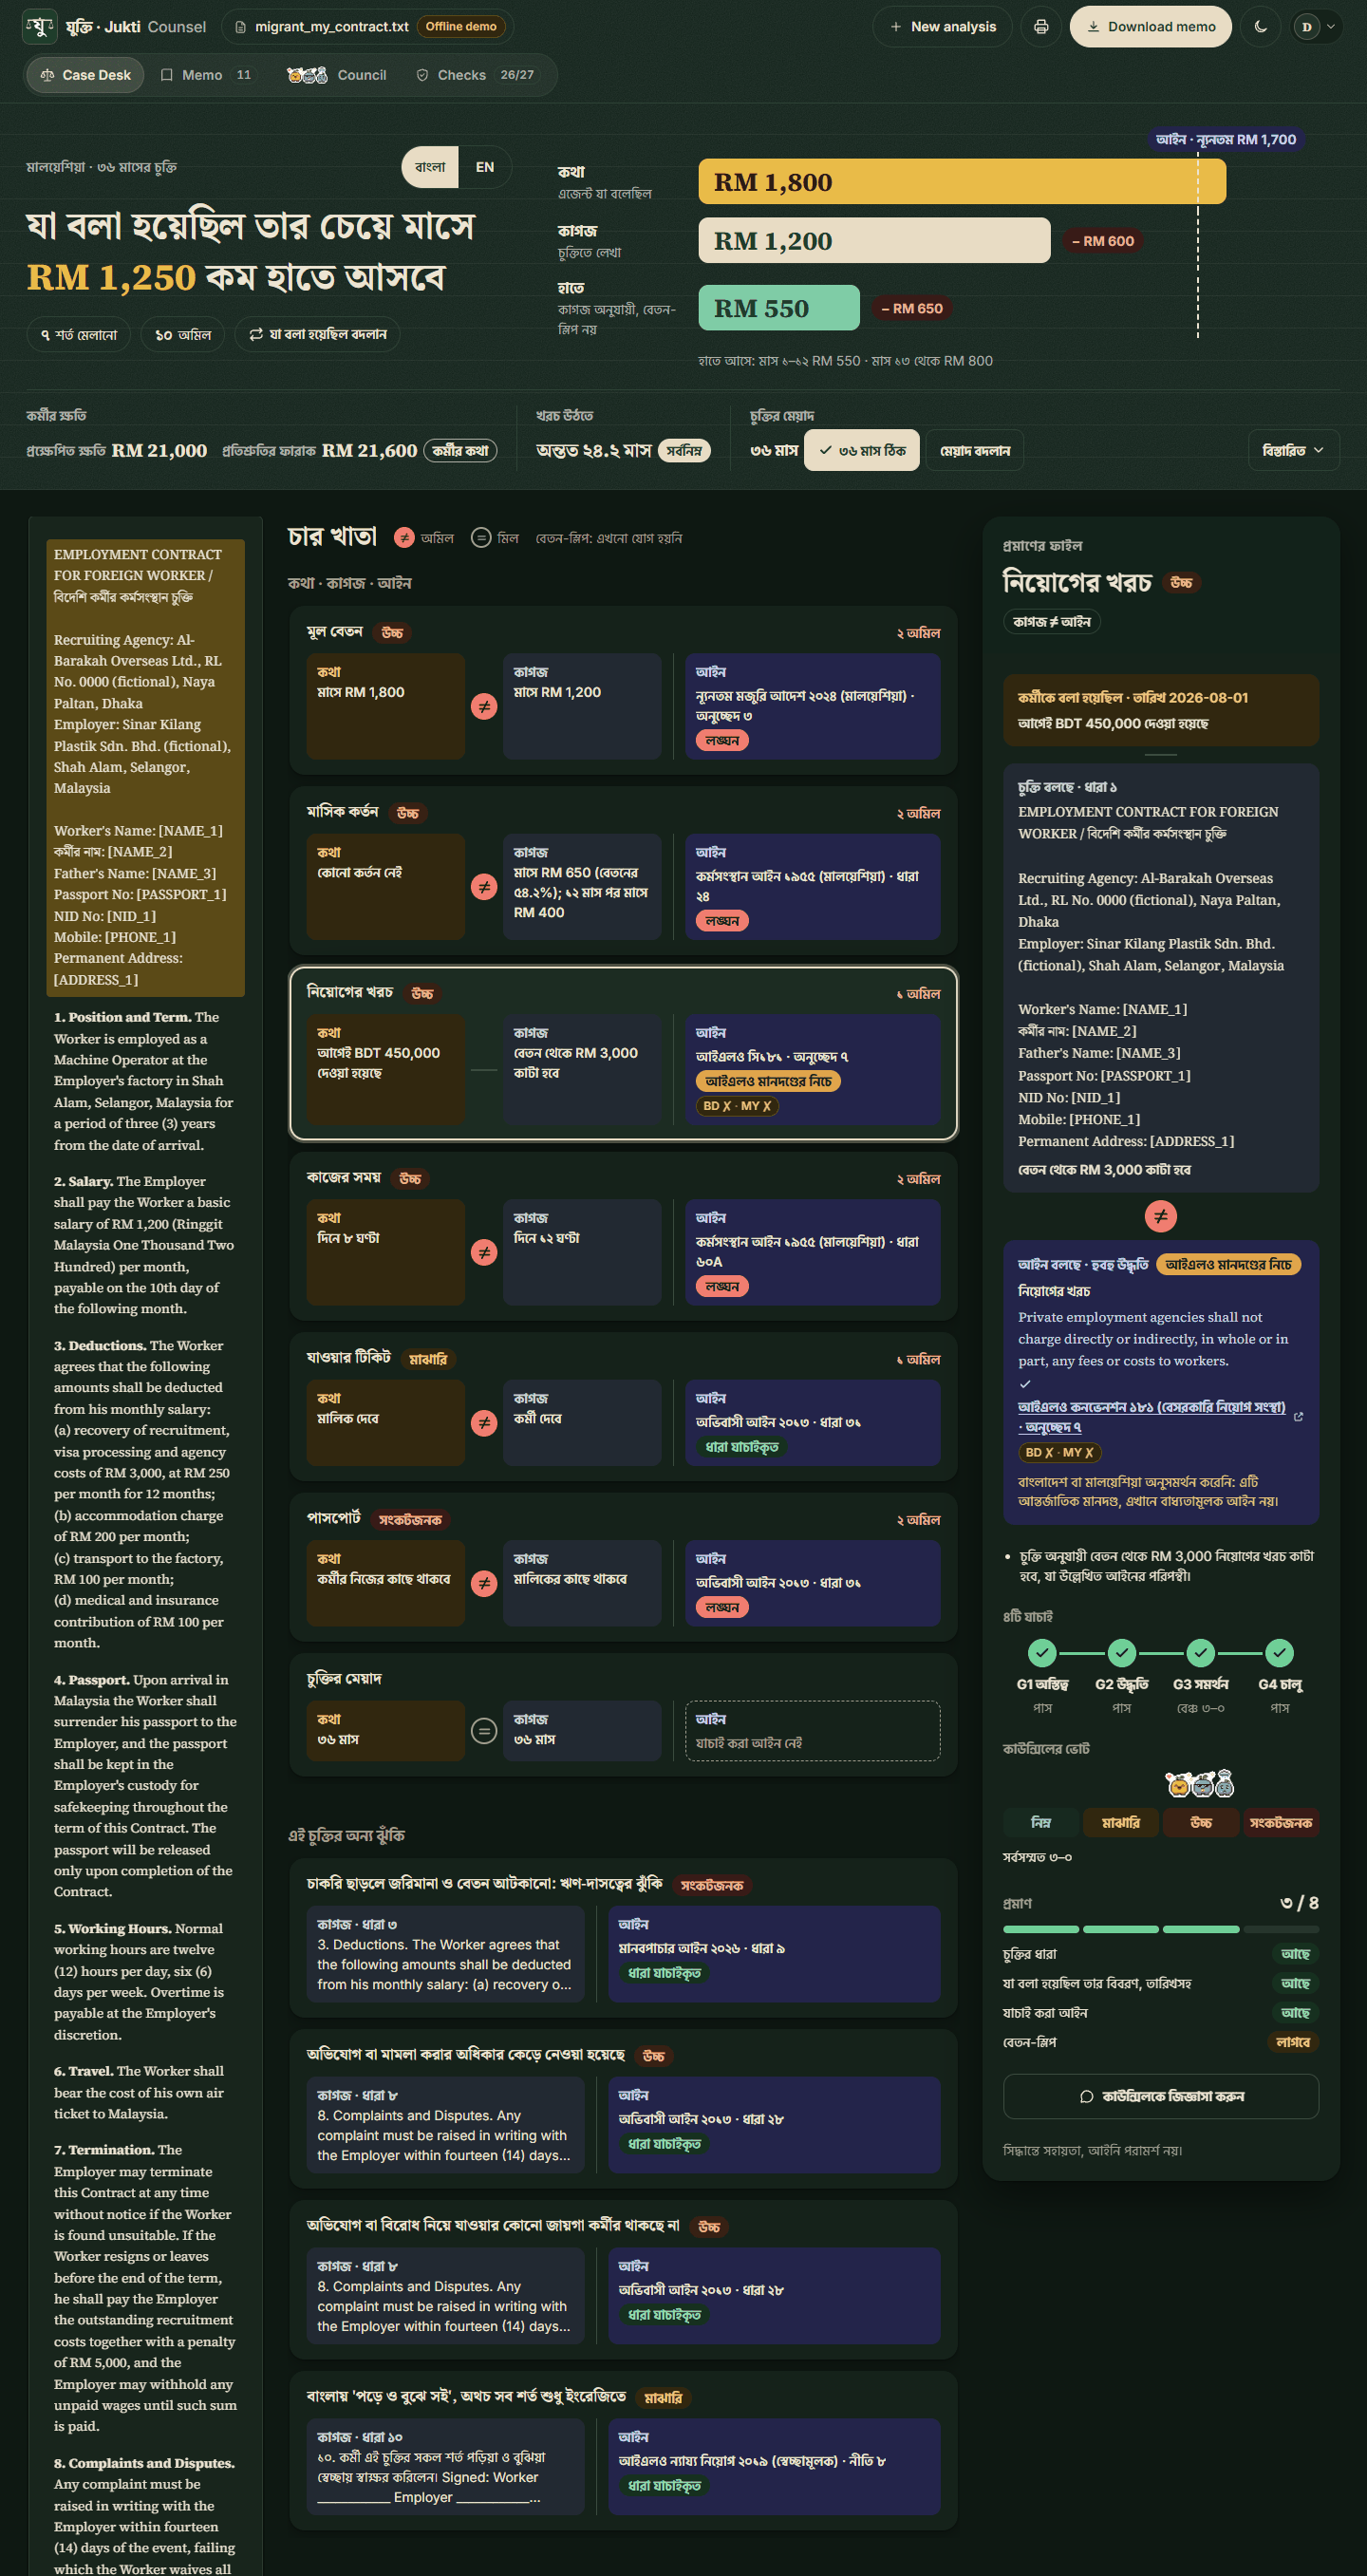 যুক্তি · Jukti Counsel
migrant_my_contract.txt Offline demo
New analysis
Download memo
D
Case Desk
Memo 11
Council
Checks 26/27
মালয়েশিয়া · ৩৬ মাসের চুক্তি
বাংলা EN
যা বলা হয়েছিল তার চেয়ে মাসে
RM 1,250 কম হাতে আসবে
৭ শর্ত মেলানো
১০ অমিল
যা বলা হয়েছিল বদলান
আইন · ন্যূনতম RM 1,700
কথা
এজেন্ট যা বলেছিল
RM 1,800
কাগজ
চুক্তিতে লেখা
RM 1,200
− RM 600
হাতে
কাগজ অনুযায়ী, বেতন-
স্লিপ নয়
RM 550
− RM 650
হাতে আসে: মাস ১–১২ RM 550 · মাস ১৩ থেকে RM 800
কর্মীর ক্ষতি
প্রক্ষেপিত ক্ষতি RM 21,000 প্রতিশ্রুতির ফারাক RM 21,600 কর্মীর কথা
খরচ উঠতে
অন্তত ২৪.২ মাস সর্বনিম্ন
চুক্তির মেয়াদ
৩৬ মাস ৩৬ মাস ঠিক মেয়াদ বদলান
বিস্তারিত
EMPLOYMENT CONTRACT
FOR FOREIGN WORKER /
বিদেশি কর্মীর কর্মসংস্থান চুক্তি
Recruiting Agency: Al-
Barakah Overseas Ltd., RL
No. 0000 (fictional), Naya
Paltan, Dhaka
Employer: Sinar Kilang
Plastik Sdn. Bhd. (fictional),
Shah Alam, Selangor,
Malaysia
Worker's Name: [NAME_1]
কর্মীর নাম: [NAME_2]
Father's Name: [NAME_3]
Passport No: [PASSPORT_1]
NID No: [NID_1]
Mobile: [PHONE_1]
Permanent Address:
[ADDRESS_1]
1. Position and Term. The
Worker is employed as a
Machine Operator at the
Employer's factory in Shah
Alam, Selangor, Malaysia for
a period of three (3) years
from the date of arrival.
2. Salary. The Employer
shall pay the Worker a basic
salary of RM 1,200 (Ringgit
Malaysia One Thousand Two
Hundred) per month,
payable on the 10th day of
the following month.
3. Deductions. The Worker
agrees that the following
amounts shall be deducted
from his monthly salary:
(a) recovery of recruitment,
visa processing and agency
costs of RM 3,000, at RM 250
per month for 12 months;
(b) accommodation charge
of RM 200 per month;
(c) transport to the factory,
RM 100 per month;
(d) medical and insurance
contribution of RM 100 per
month.
4. Passport. Upon arrival in
Malaysia the Worker shall
surrender his passport to the
Employer, and the passport
shall be kept in the
Employer's custody for
safekeeping throughout the
term of this Contract. The
passport will be released
only upon completion of the
Contract.
5. Working Hours. Normal
working hours are twelve
(12) hours per day, six (6)
days per week. Overtime is
payable at the Employer's
discretion.
6. Travel. The Worker shall
bear the cost of his own air
ticket to Malaysia.
7. Termination. The
Employer may terminate
this Contract at any time
without notice if the Worker
is found unsuitable. If the
Worker resigns or leaves
before the end of the term,
he shall pay the Employer
the outstanding recruitment
costs together with a penalty
of RM 5,000, and the
Employer may withhold any
unpaid wages until such sum
is paid.
8. Complaints and Disputes.
Any complaint must be
raised in writing with the
Employer within fourteen
(14) days of the event, failing
which the Worker waives all
চার খাতা ≠ অমিল = মিল বেতন-স্লিপ: এখনো যোগ হয়নি
কথা · কাগজ · আইন
মূল বেতন উচ্চ ২ অমিল
কথা
মাসে RM 1,800
≠
কাগজ
মাসে RM 1,200
আইন
ন্যূনতম মজুরি আদেশ ২০২৪ (মালয়েশিয়া) ·
অনুচ্ছেদ ৩
লঙ্ঘন
মাসিক কর্তন উচ্চ ২ অমিল
কথা
কোনো কর্তন নেই
≠
কাগজ
মাসে RM 650 (বেতনের
৫৪.২%); ১২ মাস পর মাসে
RM 400
আইন
কর্মসংস্থান আইন ১৯৫৫ (মালয়েশিয়া) · ধারা
২৪
লঙ্ঘন
নিয়োগের খরচ উচ্চ ১ অমিল
কথা
আগেই BDT 450,000
দেওয়া হয়েছে
কাগজ
বেতন থেকে RM 3,000
কাটা হবে
আইন
আইএলও সি১৮১ · অনুচ্ছেদ ৭
আইএলও মানদণ্ডের নিচে
BD ✗ · MY ✗
কাজের সময় উচ্চ ২ অমিল
কথা
দিনে ৮ ঘণ্টা
≠
কাগজ
দিনে ১২ ঘণ্টা
আইন
কর্মসংস্থান আইন ১৯৫৫ (মালয়েশিয়া) · ধারা
৬০A
লঙ্ঘন
যাওয়ার টিকিট মাঝারি ১ অমিল
কথা
মালিক দেবে
≠
কাগজ
কর্মী দেবে
আইন
অভিবাসী আইন ২০১৩ · ধারা ৩১
ধারা যাচাইকৃত
পাসপোর্ট সংকটজনক ২ অমিল
কথা
কর্মীর নিজের কাছে থাকবে
≠
কাগজ
মালিকের কাছে থাকবে
আইন
অভিবাসী আইন ২০১৩ · ধারা ৩১
লঙ্ঘন
চুক্তির মেয়াদ
কথা
৩৬ মাস
=
কাগজ
৩৬ মাস
আইন
যাচাই করা আইন নেই
এই চুক্তির অন্য ঝুঁকি
চাকরি ছাড়লে জরিমানা ও বেতন আটকানো: ঋণ-দাসত্বের ঝুঁকি সংকটজনক
কাগজ · ধারা ৩
3. Deductions. The Worker agrees that
the following amounts shall be deducted
from his monthly salary: (a) recovery o...
আইন
মানবপাচার আইন ২০২৬ · ধারা ৯
ধারা যাচাইকৃত
অভিযোগ বা মামলা করার অধিকার কেড়ে নেওয়া হয়েছে উচ্চ
কাগজ · ধারা ৮
8. Complaints and Disputes. Any
complaint must be raised in writing with
the Employer within fourteen (14) days...
আইন
অভিবাসী আইন ২০১৩ · ধারা ২৮
ধারা যাচাইকৃত
অভিযোগ বা বিরোধ নিয়ে যাওয়ার কোনো জায়গা কর্মীর থাকছে না উচ্চ
কাগজ · ধারা ৮
8. Complaints and Disputes. Any
complaint must be raised in writing with
the Employer within fourteen (14) days...
আইন
অভিবাসী আইন ২০১৩ · ধারা ২৮
ধারা যাচাইকৃত
বাংলায় 'পড়ে ও বুঝে সই', অথচ সব শর্ত শুধু ইংরেজিতে মাঝারি
কাগজ · ধারা ১০
১০. কর্মী এই চুক্তির সকল শর্ত পড়িয়া ও বুঝিয়া
স্বেচ্ছায় স্বাক্ষর করিলেন। Signed: Worker
__________ Employer __________...
আইন
আইএলও ন্যায্য নিয়োগ ২০১৯ (স্বেচ্ছামূলক) · নীতি ৮
ধারা যাচাইকৃত
প্রমাণের ফাইল
নিয়োগের খরচ উচ্চ
কাগজ ≠ আইন
কর্মীকে বলা হয়েছিল · তারিখ 2026-08-01
আগেই BDT 450,000 দেওয়া হয়েছে
চুক্তি বলছে · ধারা ১
EMPLOYMENT CONTRACT FOR FOREIGN
WORKER / বিদেশি কর্মীর কর্মসংস্থান চুক্তি
Recruiting Agency: Al-Barakah Overseas
Ltd., RL No. 0000 (fictional), Naya Paltan,
Dhaka
Employer: Sinar Kilang Plastik Sdn. Bhd.
(fictional), Shah Alam, Selangor, Malaysia
Worker's Name: [NAME_1]
কর্মীর নাম: [NAME_2]
Father's Name: [NAME_3]
Passport No: [PASSPORT_1]
NID No: [NID_1]
Mobile: [PHONE_1]
Permanent Address: [ADDRESS_1]
বেতন থেকে RM 3,000 কাটা হবে
≠
আইন বলছে · হুবহু উদ্ধৃতি আইএলও মানদণ্ডের নিচে
নিয়োগের খরচ
Private employment agencies shall not
charge directly or indirectly, in whole or in
part, any fees or costs to workers.
আইএলও কনভেনশন ১৮১ (বেসরকারি নিয়োগ সংস্থা)
· অনুচ্ছেদ ৭
BD ✗ · MY ✗
বাংলাদেশ বা মালয়েশিয়া অনুসমর্থন করেনি: এটি
আন্তর্জাতিক মানদণ্ড, এখানে বাধ্যতামূলক আইন নয়।
• চুক্তি অনুযায়ী বেতন থেকে RM 3,000 নিয়োগের খরচ কাটা
হবে, যা উল্লেখিত আইনের পরিপন্থী।
৪টি যাচাই
G1 অস্তিত্ব G2 উদ্ধৃতি G3 সমর্থন G4 চালু
পাস পাস বেঞ্চ ৩–০ পাস
কাউন্সিলের ভোট
নিম্ন মাঝারি উচ্চ সংকটজনক
সর্বসম্মত ৩–০
প্রমাণ ৩ / ৪
চুক্তির ধারা আছে
যা বলা হয়েছিল তার বিবরণ, তারিখসহ আছে
যাচাই করা আইন আছে
বেতন-স্লিপ লাগবে
কাউন্সিলকে জিজ্ঞাসা করুন
সিদ্ধান্তে সহায়তা, আইনি পরামর্শ নয়।